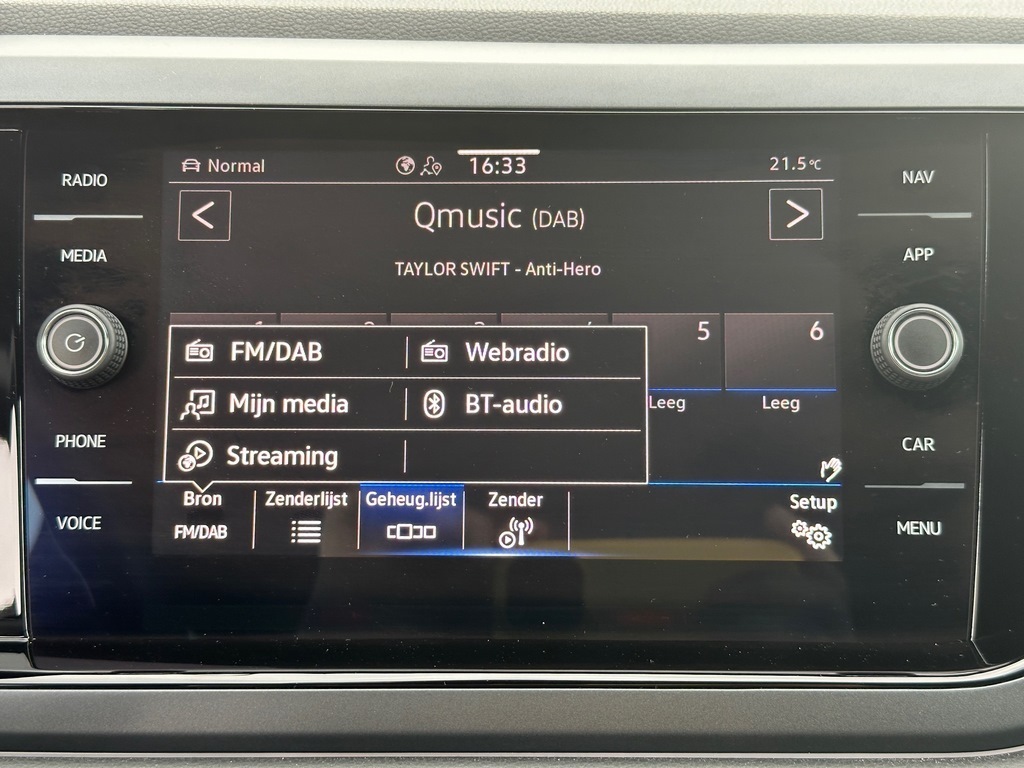 RADIO
MEDIA
PHONE
VOICE
Normal
16:33
21.5°C
Qmusic (DAB)
TAYLOR SWIFT - Anti-Hero
5
6
Leeg
Leeg
FM/DAB
Webradio
Mijn media
BT-audio
Streaming
Bron
FM/DAB
Zenderlijst
Geheug.lijst
Zender
Setup
NAV
APP
CAR
MENU